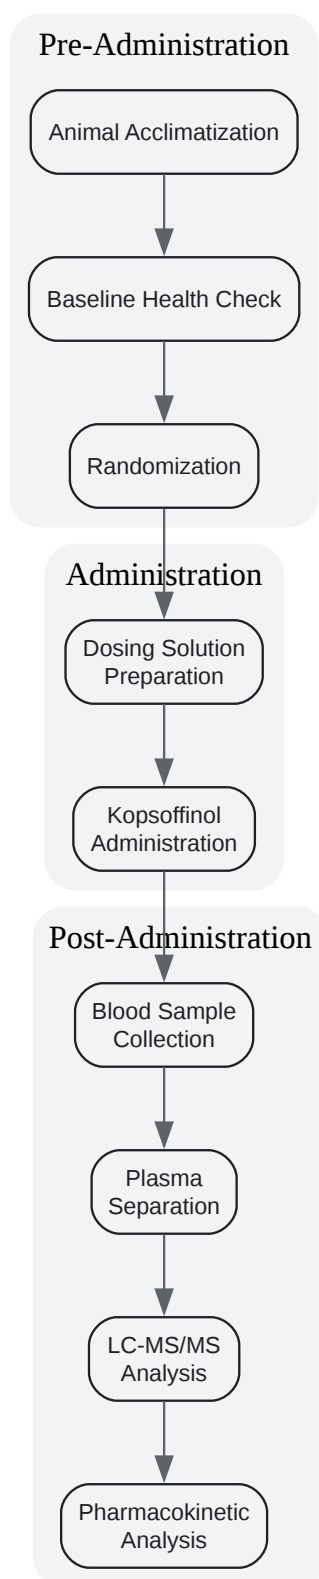 Pre-Administration
Animal Acclimatization
Baseline Health Check
Randomization
Administration
Dosing Solution
Preparation
Kopsoffinol
Administration
Post-Administration
Blood Sample
Collection
Plasma
Separation
LC-MS/MS
Analysis
Pharmacokinetic
Analysis